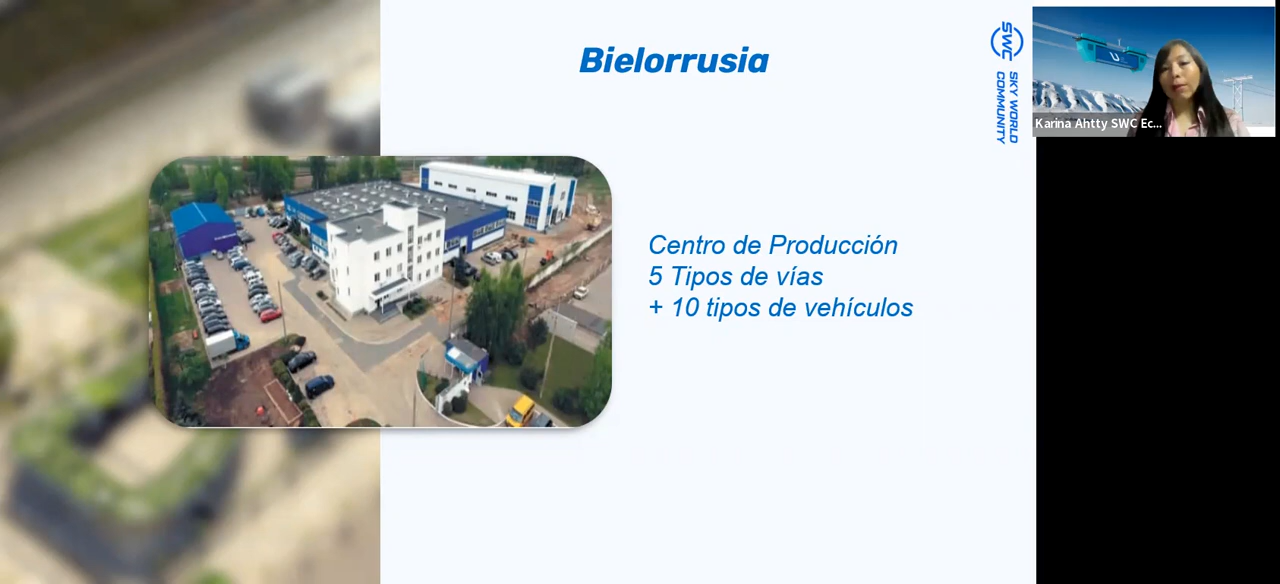 Bielorrusia
SWC
SKY WORLD
COMMUNITY
Karina Ahtty SWC Ec...
Centro de Producción
5 Tipos de vías
+ 10 tipos de vehículos